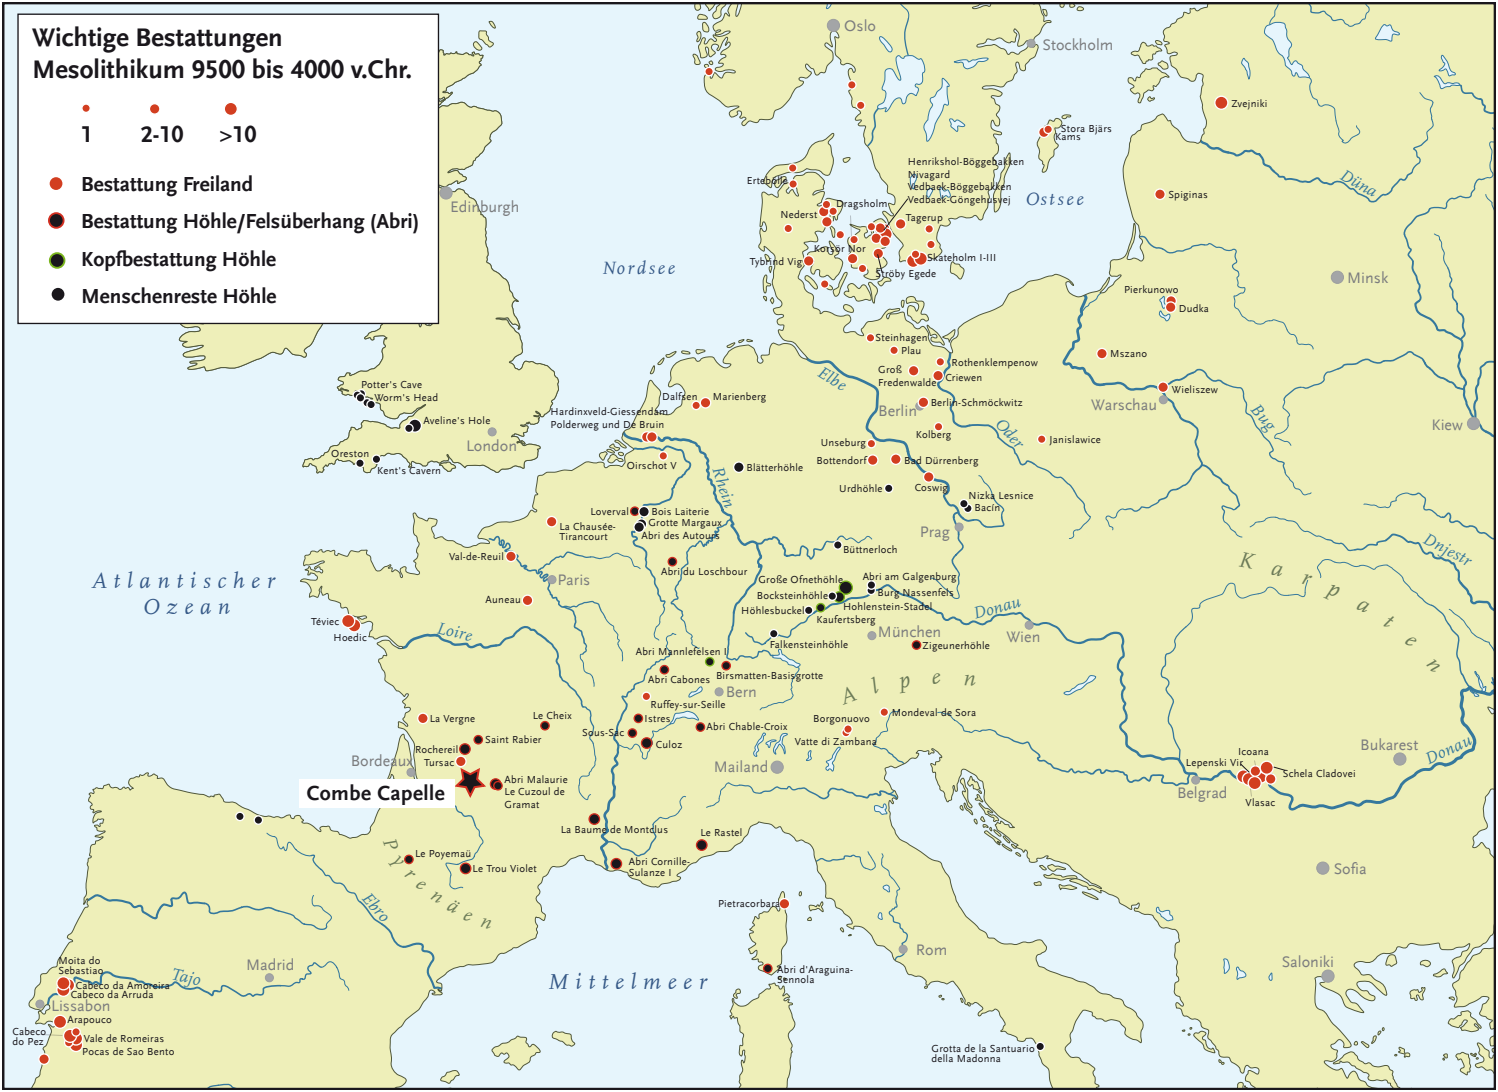 Wichtige Bestattungen
Mesolithikum 9500 bis 4000 v.Chr.
1
2-10
>10
Bestattung Freiland
Bestattung Höhle/Felsüberhang (Abri)
Kopfbestattung Höhle
Menschenreste Höhle
Oslo
Stockholm
Zvejniki
Stora Bjärs
Kams
Düna
Edinburgh
Ostsee
Spiginas
Henrikshol-Böggebakken
Nivagard
Vedbaek-Böggebakken
Vedbaek-Göngehusvej
Ertebölle
Dragsholm
Nederst
Tagerup
Korsör Nor
Tybrind Vig
Skateholm I-III
Ströby Egede
Nordsee
Minsk
Pierkunowo
Dudka
Steinhagen
Plau
Rothenklempenow
Groß
Fredenwalde
Criewen
Mszano
Wieliszew
Warschau
Bug
Kiew
Elbe
Berlin
Berlin-Schmöckwitz
Kolberg
Oder
Janislawice
Potter's Cave
Worm's Head
Aveline's Hole
London
Oreston
Kent's Cavern
Dalfsen
Marienberg
Hardinxveld-Giessendam
Polderweg und De Bruin
Oirschot V
Blätterhöhle
Rhein
Unseburg
Bottendorf
Bad Dürrenberg
Urdhöhle
Coswig
Nizka Lesnice
Bacín
Prag
Loverval
Bois Laiterie
Grotte Margaux
Abri des Autours
La Chausée-
Tirancourt
Val-de-Reuil
Abri du Loschbour
Büttnerloch
Dnjestr
Karpaten
Atlantischer
Ozean
Paris
Auneau
Große Ofnethöhle
Abri am Galgenburg
Bocksteinhöhle
Burg Nassenfels
Höhlesbuckel
Hohlenstein-Stadel
Kaufertsberg
Donau
Wien
Téviec
Hoedic
Loire
München
Zigeunerhöhle
Falkensteinhöhle
Abri Mannlefelsen I
Birsmatten-Basisgrotte
Abri Cabones
Bern
Alpen
Ruffey-sur-Seille
La Vergne
Le Cheix
Istres
Sous-Sac
Culoz
Abri Chable-Croix
Borgonuovo
Mondeval de Sora
Vatte di Zambana
Saint Rabier
Rochereil
Bordeaux
Tursac
Mailand
Bukarest
Donau
Icoana
Lepenski Vir
Schela Cladovei
Belgrad
Vlasac
Combe Capelle
Abri Malaurie
Le Cuzoul de
Gramat
La Baume de Montclus
Le Rastel
Le Poyemaü
Le Trou Violet
Abri Cornille-
Sulanze I
Pyrenäen
Sofia
Ebro
Pietracorbara
Rom
Saloniki
Madrid
Tajo
Moita do
Sebastiao
Cabeco da Amoreira
Cabeco da Arruda
Lissabon
Arapouco
Cabeco
do Pez
Vale de Romeiras
Pocas de Sao Bento
Mittelmeer
Abri d'Araguina-
Sennola
Grotta de la Santuario
della Madonna